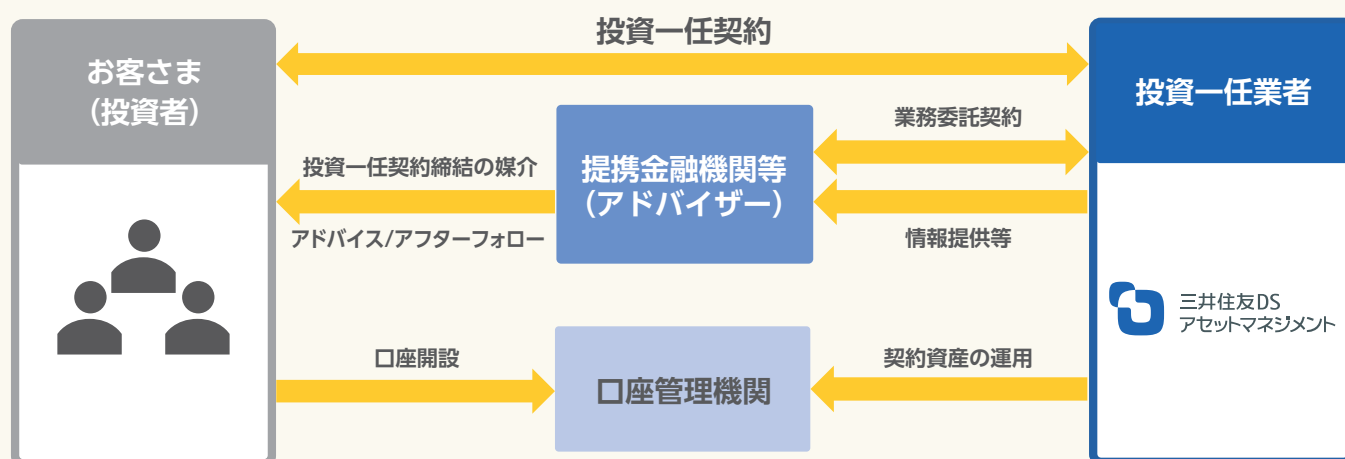 投資一任契約
お客さま
（投資者）
投資一任業者
業務委託契約
提携金融機関等
（アドバイザー）
投資一任契約締結の媒介
アドバイス/アフターフォロー
情報提供等
三井住友DS
アセットマネジメント
口座開設
口座管理機関
契約資産の運用